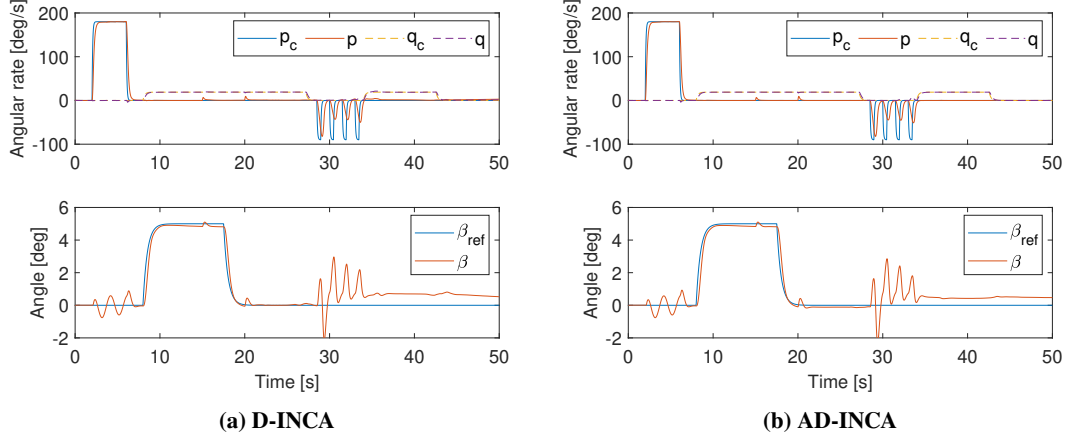 Angular rate [deg/s]
200
100
0
-100
p_c p q_c q
0 10 20 30 40 50
Angle [deg]
6
4
2
0
-2
β_ref
β
0 10 20 30 40 50
Time [s]
(a) D-INCA
Angular rate [deg/s]
200
100
0
-100
p_c p q_c q
0 10 20 30 40 50
Angle [deg]
6
4
2
0
-2
β_ref
β
0 10 20 30 40 50
Time [s]
(b) AD-INCA